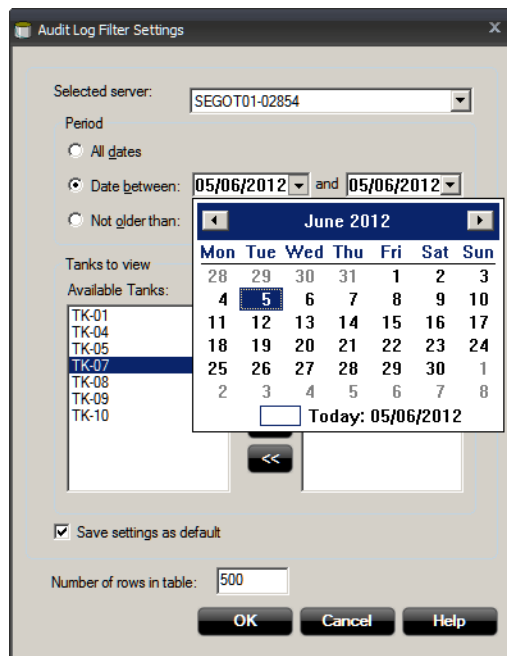 Audit Log Filter Settings x
Selected server: SEGOT01-02854
Period
All dates
Date between: 05/06/2012 and 05/06/2012
Not older than:
June 2012
Mon Tue Wed Thu Fri Sat Sun
28 29 30 31 1 2 3
4 5 6 7 8 9 10
11 12 13 14 15 16 17
18 19 20 21 22 23 24
25 26 27 28 29 30 1
2 3 4 5 6 7 8
Today: 05/06/2012
Tanks to view
Available Tanks:
TK-01
TK-04
TK-05
TK-07
TK-08
TK-09
TK-10
<<
Save settings as default
Number of rows in table: 500
OK Cancel Help